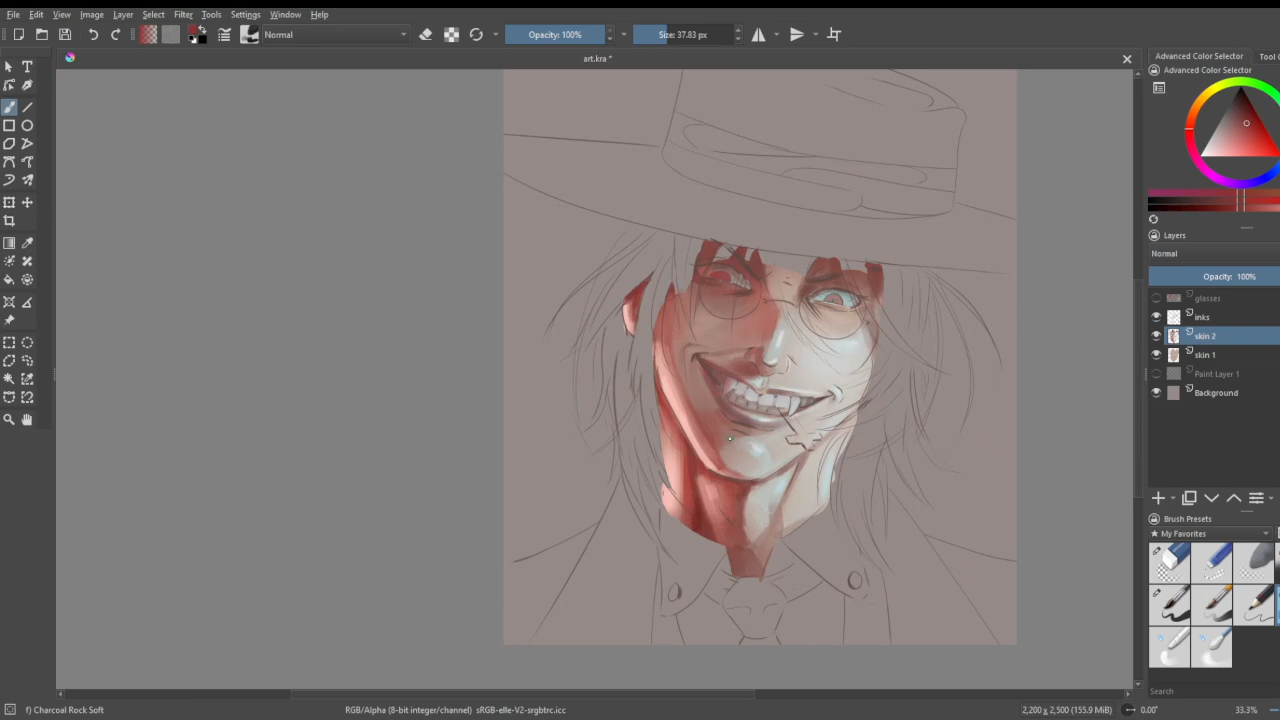 File Edit View Image Layer Select Filter Tools Settings Window Help
Normal Opacity: 100% Size: 37.83 px
art.kra *
Advanced Color Selector Tool O
Advanced Color Selector
Layers
Normal
Opacity: 100%
glasses
inks
skin 2
skin 1
Paint Layer 1
Background
Brush Presets
My Favorites
Search
f) Charcoal Rock Soft RGB/Alpha (8-bit integer/channel) sRGB-elle-V2-srgbtrc.icc 2,200 x 2,500 (155.9 MiB) 0.00° 33.3%